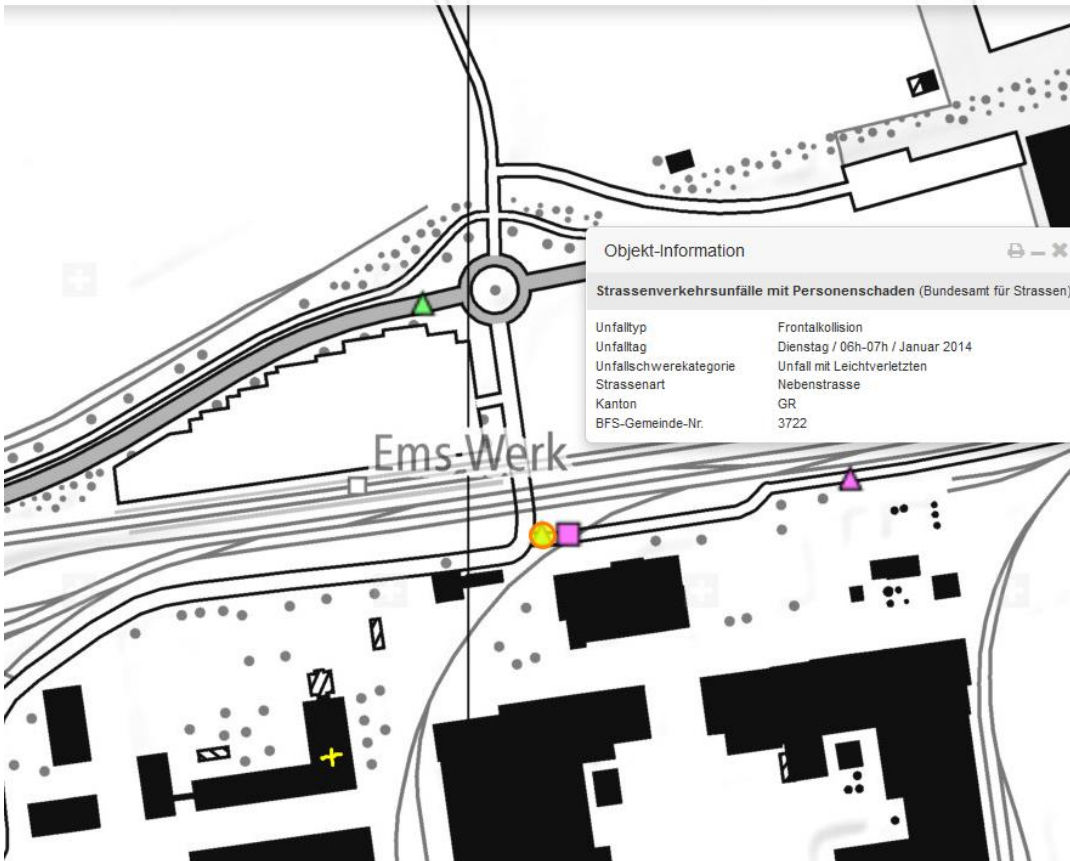 Objekt-Information
Strassenverkehrsunfälle mit Personenschaden (Bundesamt für Strassen)
Unfalltyp Frontalkollision
Unfalltag Dienstag / 06h-07h / Januar 2014
Unfallschwerekategorie Unfall mit Leichtverletzten
Strassenart Nebenstrasse
Kanton GR
BFS-Gemeinde-Nr. 3722
Ems-Werk